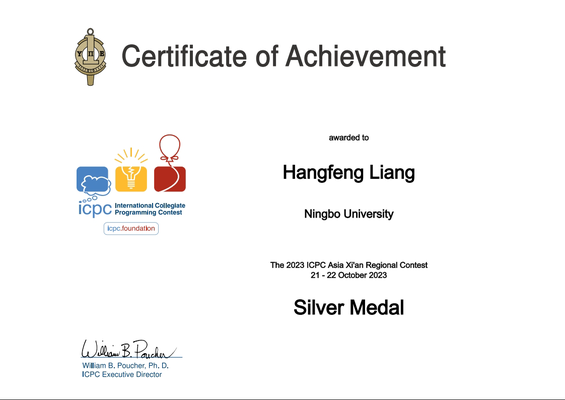 Certificate of Achievement
awarded to
Hangfeng Liang
Ningbo University
icpc International Collegiate
Programming Contest
icpc.foundation
The 2023 ICPC Asia Xi'an Regional Contest
21 - 22 October 2023
Silver Medal
William B. Poucher
William B. Poucher, Ph. D.
ICPC Executive Director